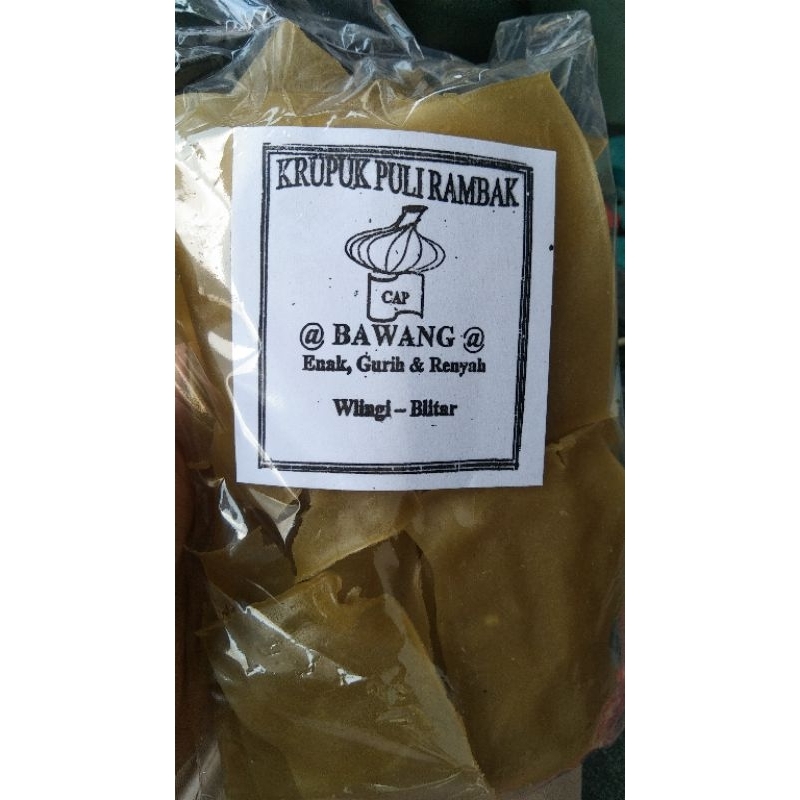 KRUPUK PULI RAMBAK
CAP
@ BAWANG @
Enak, Gurih & Renyah
Wlingi – Blitar